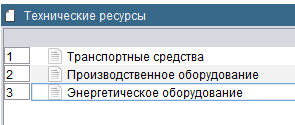 Технические ресурсы
1 Транспортные средства
2 Производственное оборудование
3 Энергетическое оборудование